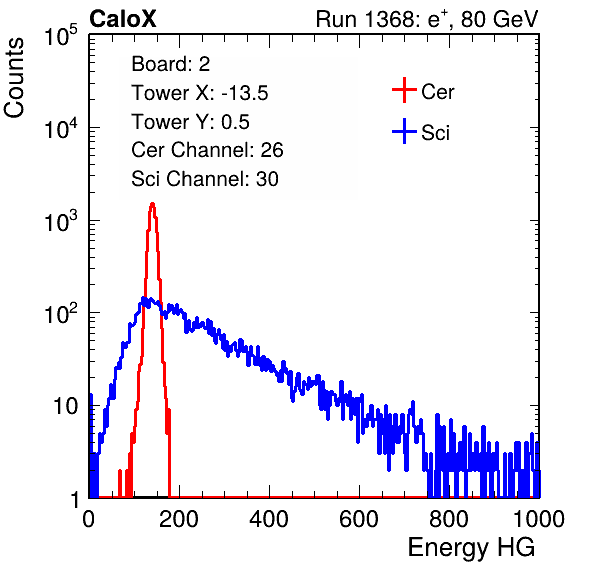 CaloX Run 1368: e⁺, 80 GeV
Counts
Board: 2
Tower X: -13.5
Tower Y: 0.5
Cer Channel: 26
Sci Channel: 30
Cer
Sci
10⁵
10⁴
10³
10²
10
1
0 200 400 600 800 1000
Energy HG